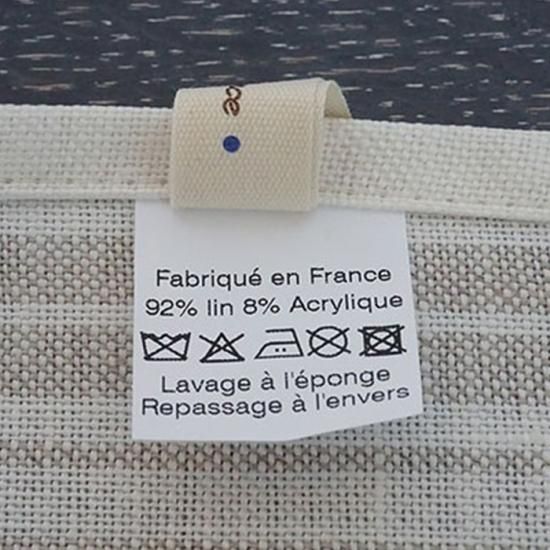 Fabriqué en France
92% lin 8% Acrylique
Lavage à l'éponge
Repassage à l'envers